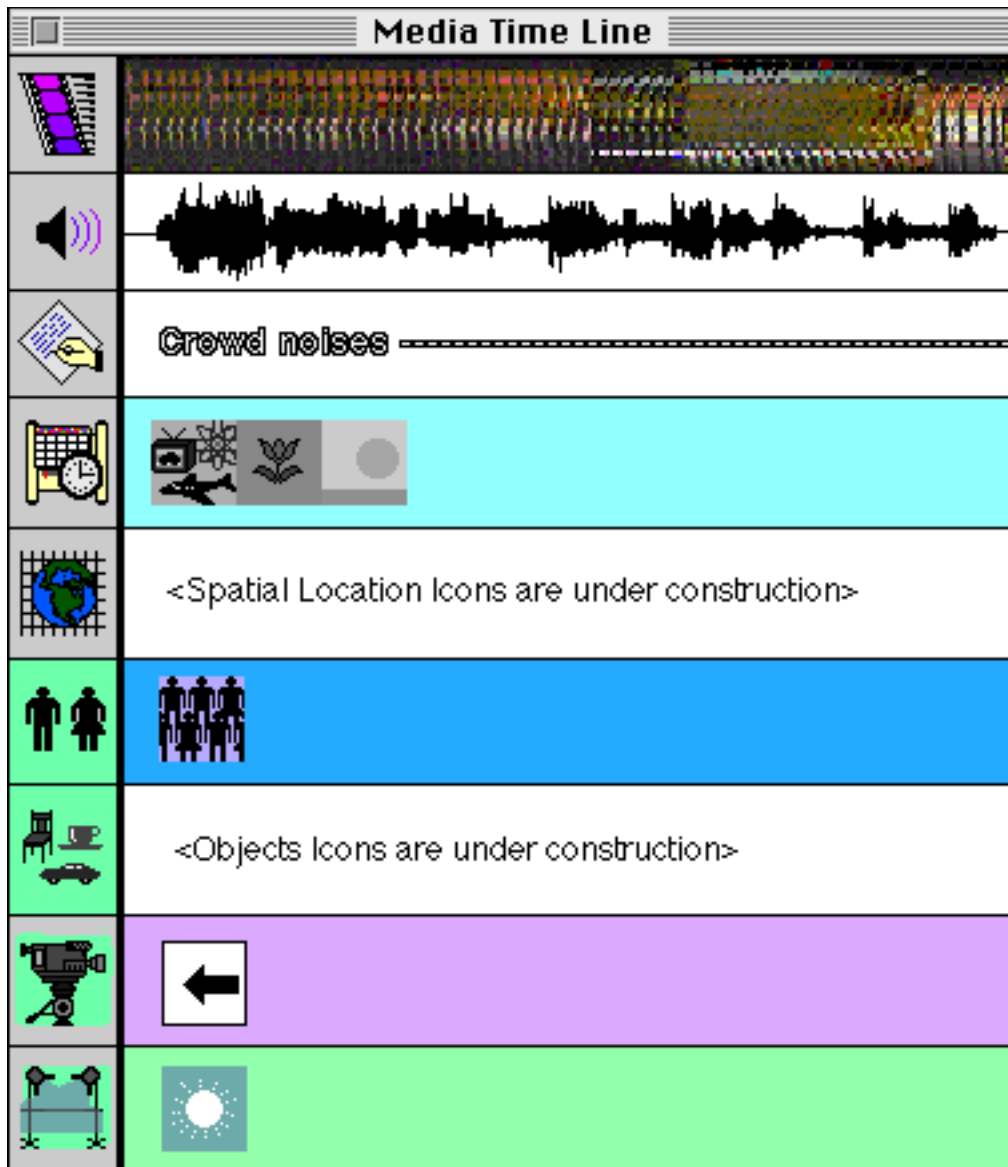 Media Time Line
Crowd noises
<Spatial Location Icons are under construction>
<Objects Icons are under construction>